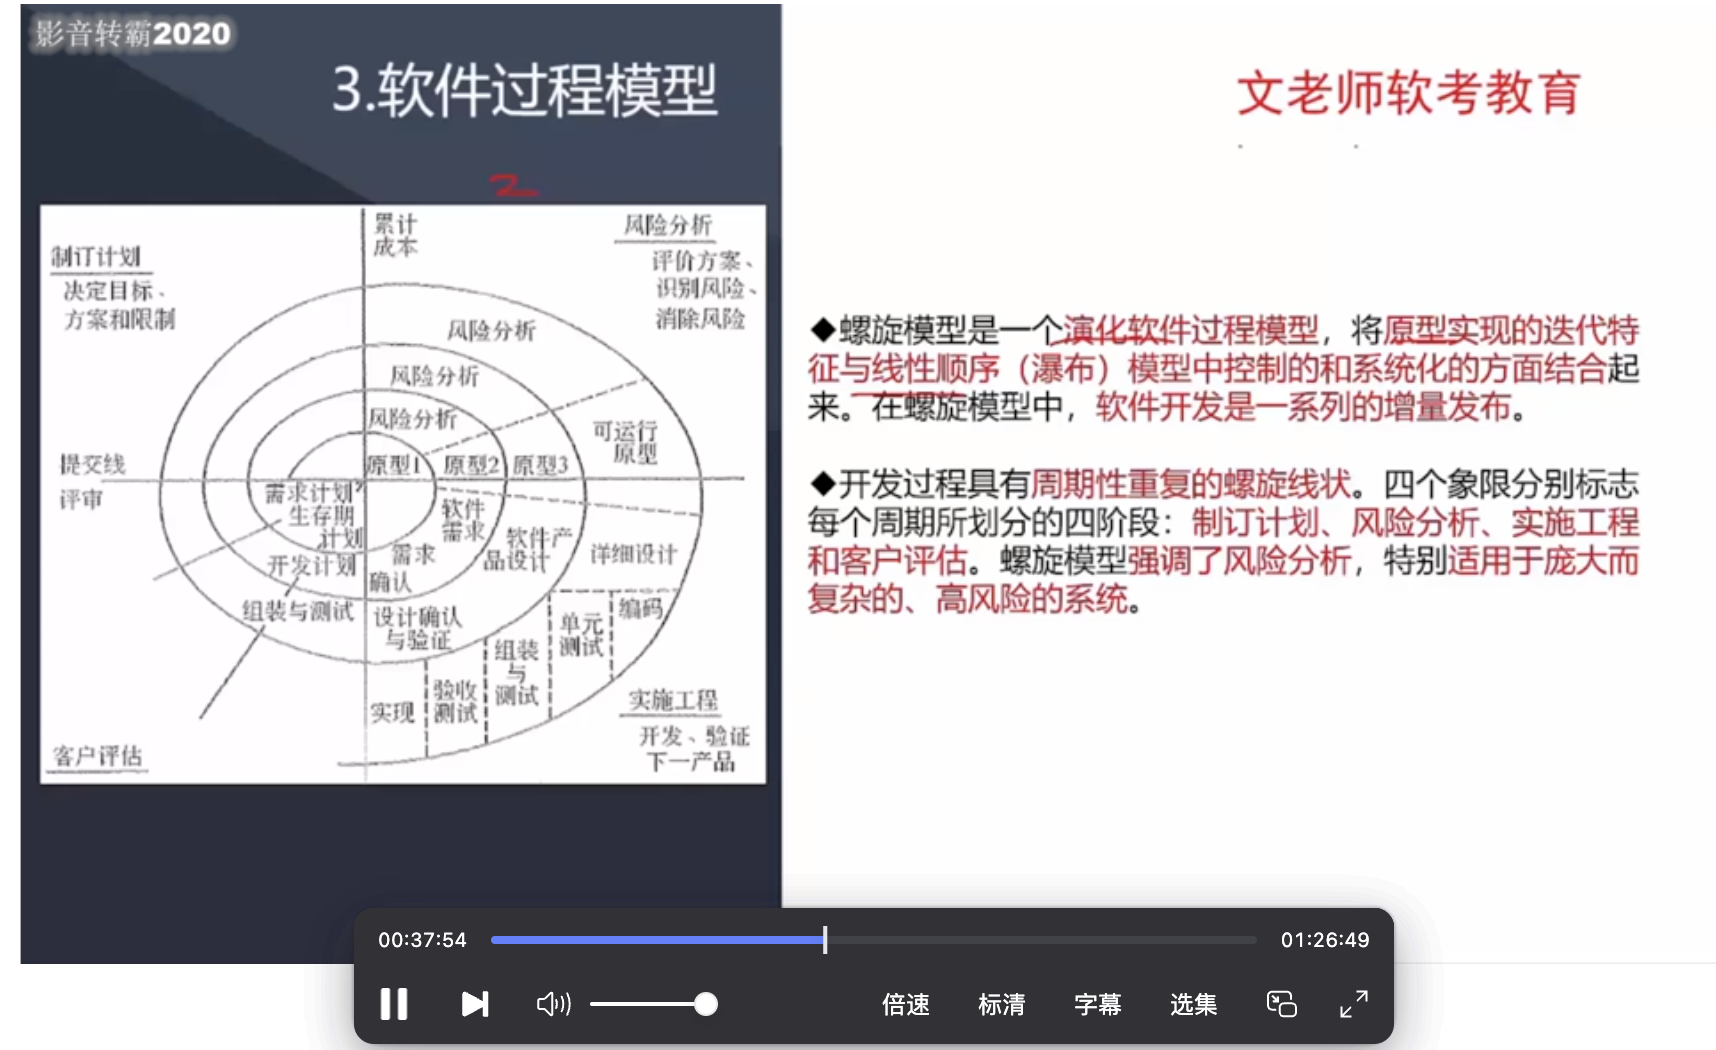 影音转霸2020
3.软件过程模型
文老师软考教育
2
累计
成本
风险分析
评价方案、
识别风险、
消除风险
制订计划
决定目标、
方案和限制
风险分析
风险分析
风险分析
可运行
原型
提交线
评审
原型1
原型2
原型3
需求计划
生存期
计划
软件
需求
需求
确认
软件产
品设计
详细设计
开发计划
组装与测试
设计确认
与验证
单元
测试
编码
组装
与
测试
验收
测试
实现
实施工程
开发、验证
下一产品
客户评估
◆螺旋模型是一个演化软件过程模型，将原型实现的迭代特
征与线性顺序（瀑布）模型中控制的和系统化的方面结合起
来。在螺旋模型中，软件开发是一系列的增量发布。
◆开发过程具有周期性重复的螺旋线状。四个象限分别标志
每个周期所划分的四阶段：制订计划、风险分析、实施工程
和客户评估。螺旋模型强调了风险分析，特别适用于庞大而
复杂的、高风险的系统。
00:37:54
01:26:49
倍速
标清
字幕
选集